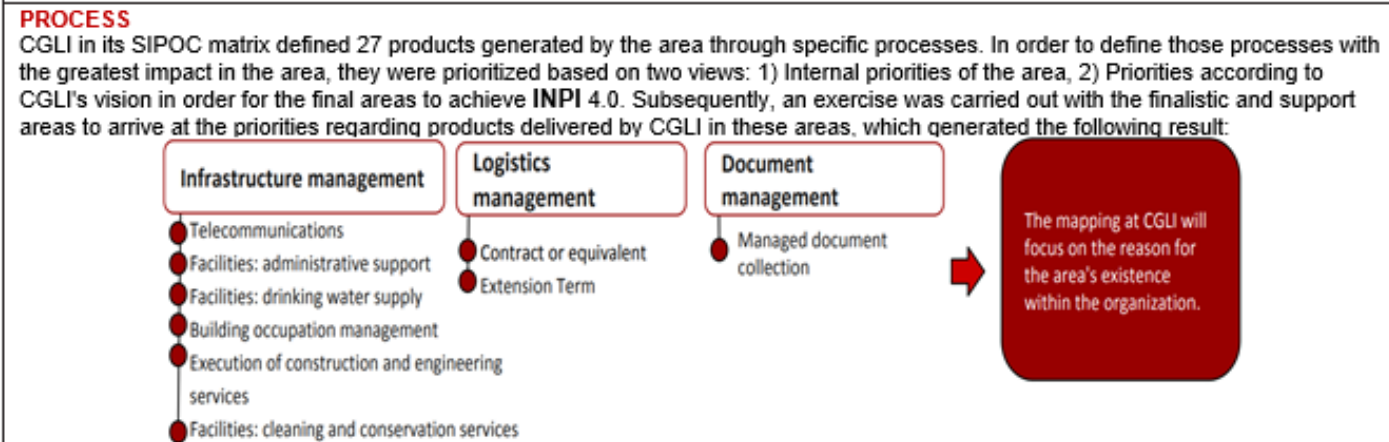 PROCESS
CGLI in its SIPOC matrix defined 27 products generated by the area through specific processes. In order to define those processes with
the greatest impact in the area, they were prioritized based on two views: 1) Internal priorities of the area, 2) Priorities according to
CGLI's vision in order for the final areas to achieve INPI 4.0. Subsequently, an exercise was carried out with the finalistic and support
areas to arrive at the priorities regarding products delivered by CGLI in these areas, which generated the following result:
Infrastructure management
Telecommunications
Facilities: administrative support
Facilities: drinking water supply
Building occupation management
Execution of construction and engineering
services
Facilities: cleaning and conservation services
Logistics
management
Contract or equivalent
Extension Term
Document
management
Managed document
collection
The mapping at CGLI will
focus on the reason for
the area's existence
within the organization.